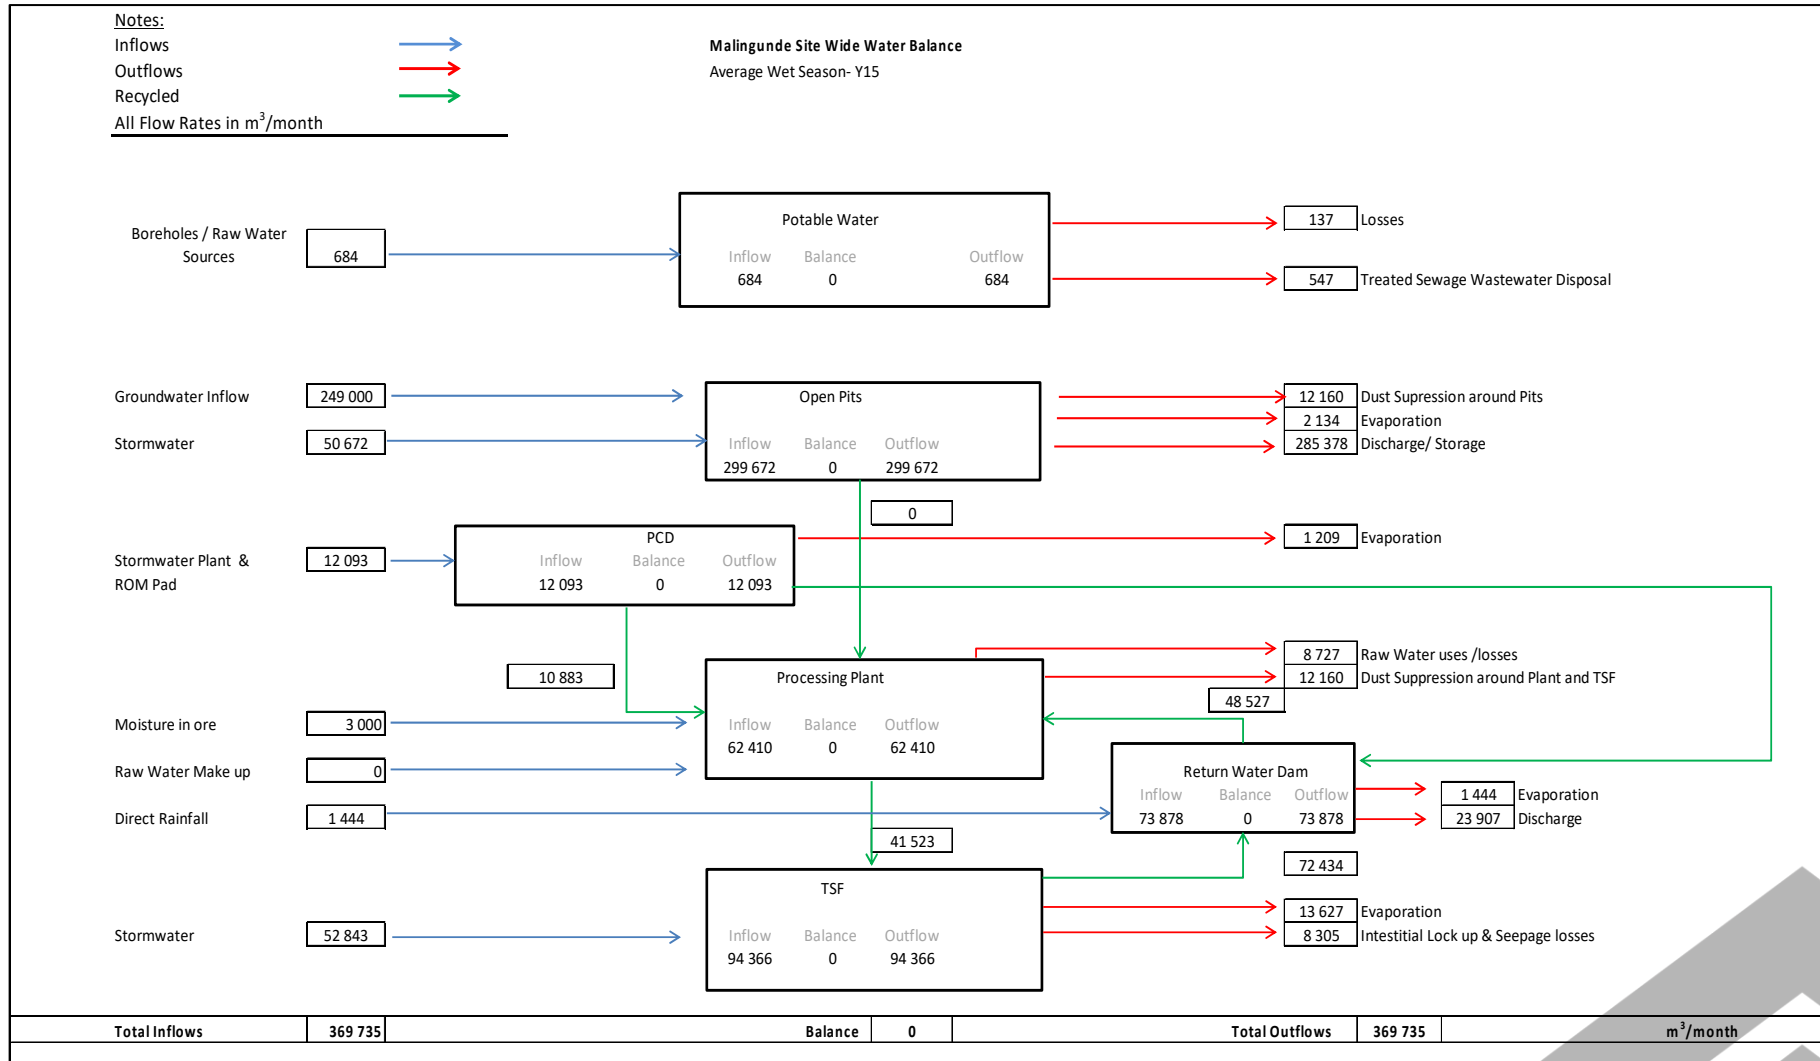 Notes:
Inflows
Outflows
Recycled
All Flow Rates in m³/month
Malingunde Site Wide Water Balance
Average Wet Season- Y15
Boreholes / Raw Water
Sources
684
Potable Water
Inflow Balance Outflow
684 0 684
137 Losses
547 Treated Sewage Wastewater Disposal
Groundwater Inflow 249 000
Stormwater 50 672
Open Pits
Inflow Balance Outflow
299 672 0 299 672
12 160 Dust Supression around Pits
2 134 Evaporation
285 378 Discharge/ Storage
0
Stormwater Plant &
ROM Pad
12 093
PCD
Inflow Balance Outflow
12 093 0 12 093
1 209 Evaporation
10 883
Processing Plant
Inflow Balance Outflow
62 410 0 62 410
8 727 Raw Water uses /losses
12 160 Dust Suppression around Plant and TSF
48 527
Moisture in ore 3 000
Raw Water Make up 0
Direct Rainfall 1 444
Return Water Dam
Inflow Balance Outflow
73 878 0 73 878
1 444 Evaporation
23 907 Discharge
41 523
72 434
TSF
Inflow Balance Outflow
94 366 0 94 366
Stormwater 52 843
13 627 Evaporation
8 305 Intestitial Lock up & Seepage losses
Total Inflows 369 735 Balance 0 Total Outflows 369 735 m³/month